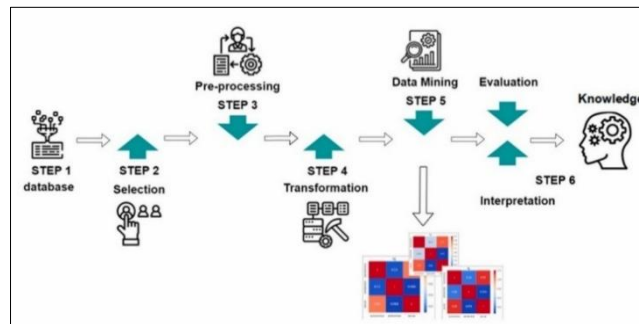 Pre-processing
STEP 3
Data Mining
STEP 5
Evaluation
Knowledge
STEP 1
database
STEP 2
Selection
STEP 4
Transformation
STEP 6
Interpretation